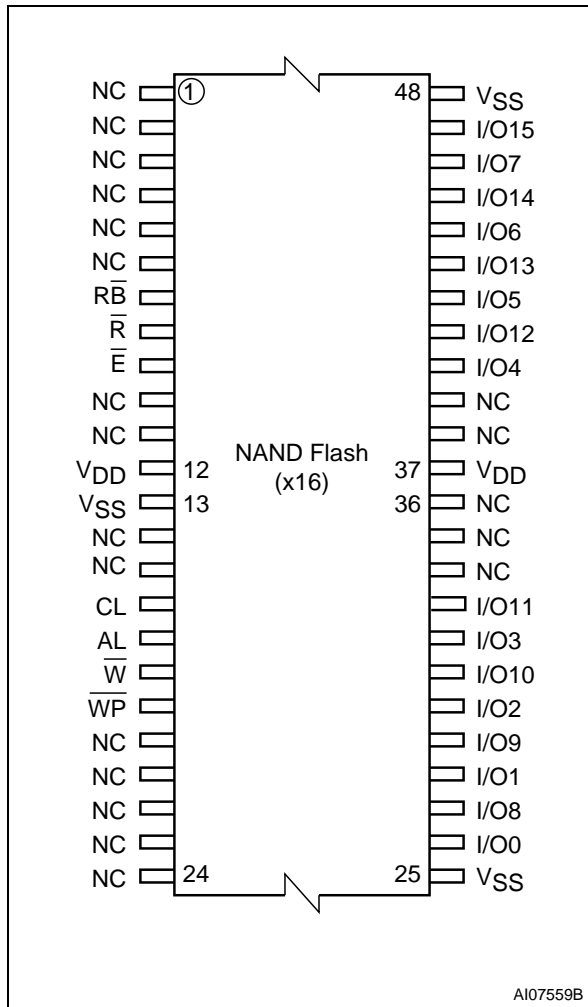 NC 1 48 VSS
NC I/O15
NC I/O7
NC I/O14
NC I/O6
NC I/O13
RB̅ I/O5
R̅ I/O12
E̅ I/O4
NC NC
NC NC
VDD 12 NAND Flash 37 VDD
(x16)
VSS 13 36 NC
NC NC
NC NC
CL I/O11
AL I/O3
W̅ I/O10
W̅P̅ I/O2
NC I/O9
NC I/O1
NC I/O8
NC I/O0
NC 24 25 VSS
AI07559B